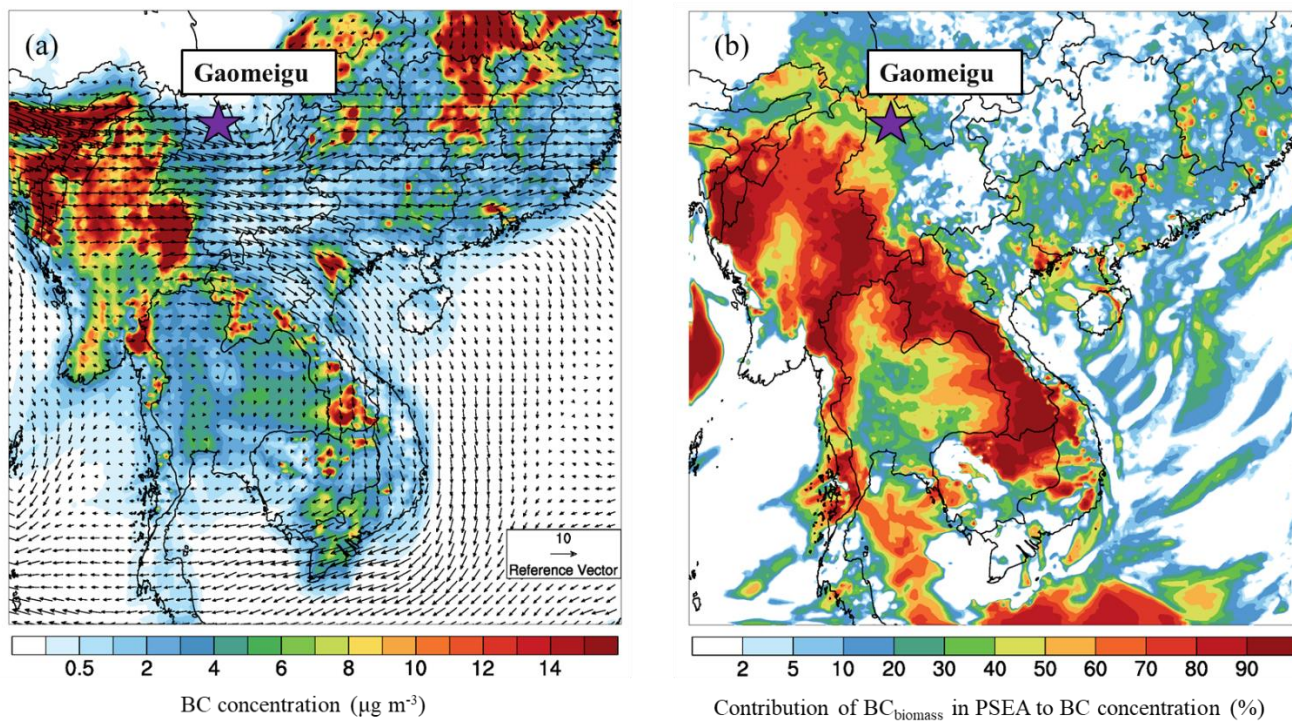 (a)
Gaomeigu
10
Reference Vector
0.5 2 4 6 8 10 12 14
BC concentration (µg m⁻³)
(b)
Gaomeigu
2 5 10 20 30 40 50 60 70 80 90
Contribution of BCbiomass in PSEA to BC concentration (%)